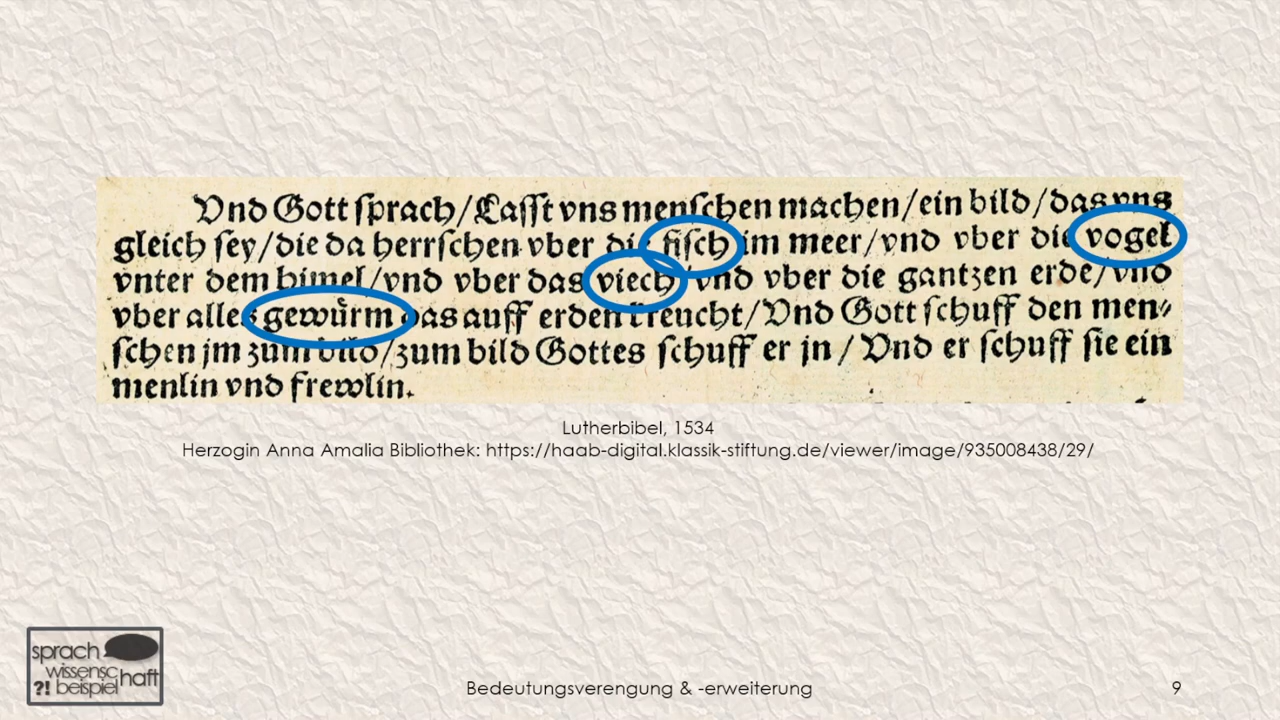 Vnd Gott sprach/Lasst vns menschen machen/ein bild/das vns
gleich sey/die da herrschen vber die fisch im meer/vnd vber die vogel
vnter dem himel/vnd vber das viech/vnd vber die gantzen erde/vnd
vber alles gewürm das auff erden kreucht/Vnd Gott schuff den men⸗
schen jm zum bild/zum bild Gottes schuff er jn/Vnd er schuff sie ein
menlin vnd frewlin.
Lutherbibel, 1534
Herzogin Anna Amalia Bibliothek: https://haab-digital.klassik-stiftung.de/viewer/image/935008438/29/
sprach
wissenschaft
?! beispiel
Bedeutungsverengung & -erweiterung
9